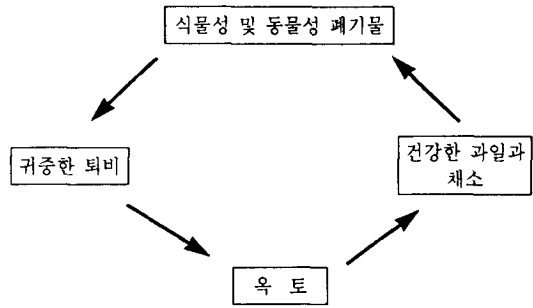 식물성 및 동물성 폐기물
귀중한 퇴비
건강한 과일과
채소
옥 토